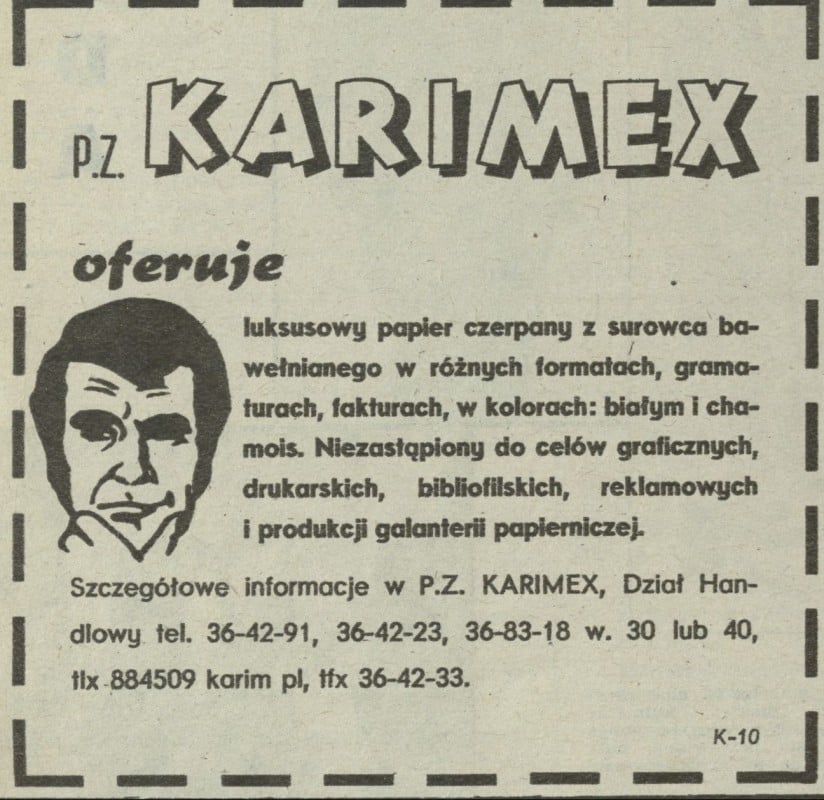 P.Z. KARIMEX
oferuje
luksusowy papier czerpany z surowca ba-
wełnianego w różnych formatach, grama-
turach, fakturach, w kolorach: białym i cha-
mois. Niezastąpiony do celów graficznych,
drukarskich, bibliofilskich, reklamowych
i produkcji galanterii papierniczej.
Szczegółowe informacje w P.Z. KARIMEX, Dział Han-
dlowy tel. 36-42-91, 36-42-23, 36-83-18 w. 30 lub 40,
tlx 884509 karim pl, tfx 36-42-33.
K-10